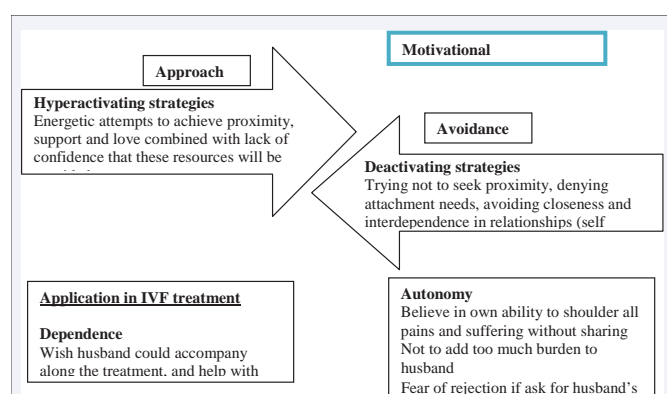 Motivational
Approach
Hyperactivating strategies
Energetic attempts to achieve proximity,
support and love combined with lack of
confidence that these resources will be
Avoidance
Deactivating strategies
Trying not to seek proximity, denying
attachment needs, avoiding closeness and
interdependence in relationships (self
Application in IVF treatment
Dependence
Wish husband could accompany
along the treatment, and help with
Autonomy
Believe in own ability to shoulder all
pains and suffering without sharing
Not to add too much burden to
husband
Fear of rejection if ask for husband's